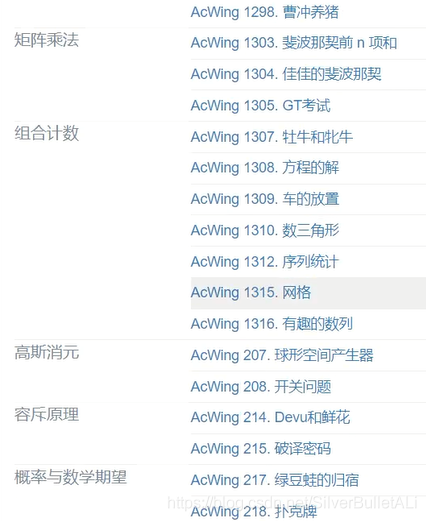 AcWing 1298. 曹冲养猪
矩阵乘法 AcWing 1303. 斐波那契前 n 项和
AcWing 1304. 佳佳的斐波那契
AcWing 1305. GT考试
组合计数 AcWing 1307. 牡牛和牝牛
AcWing 1308. 方程的解
AcWing 1309. 车的放置
AcWing 1310. 数三角形
AcWing 1312. 序列统计
AcWing 1315. 网格
AcWing 1316. 有趣的数列
高斯消元 AcWing 207. 球形空间产生器
AcWing 208. 开关问题
容斥原理 AcWing 214. Devu和鲜花
AcWing 215. 破译密码
概率与数学期望 AcWing 217. 绿豆蛙的归宿
https://blog.csdn.net/SilverBulletALI
AcWing 218. 扑克牌